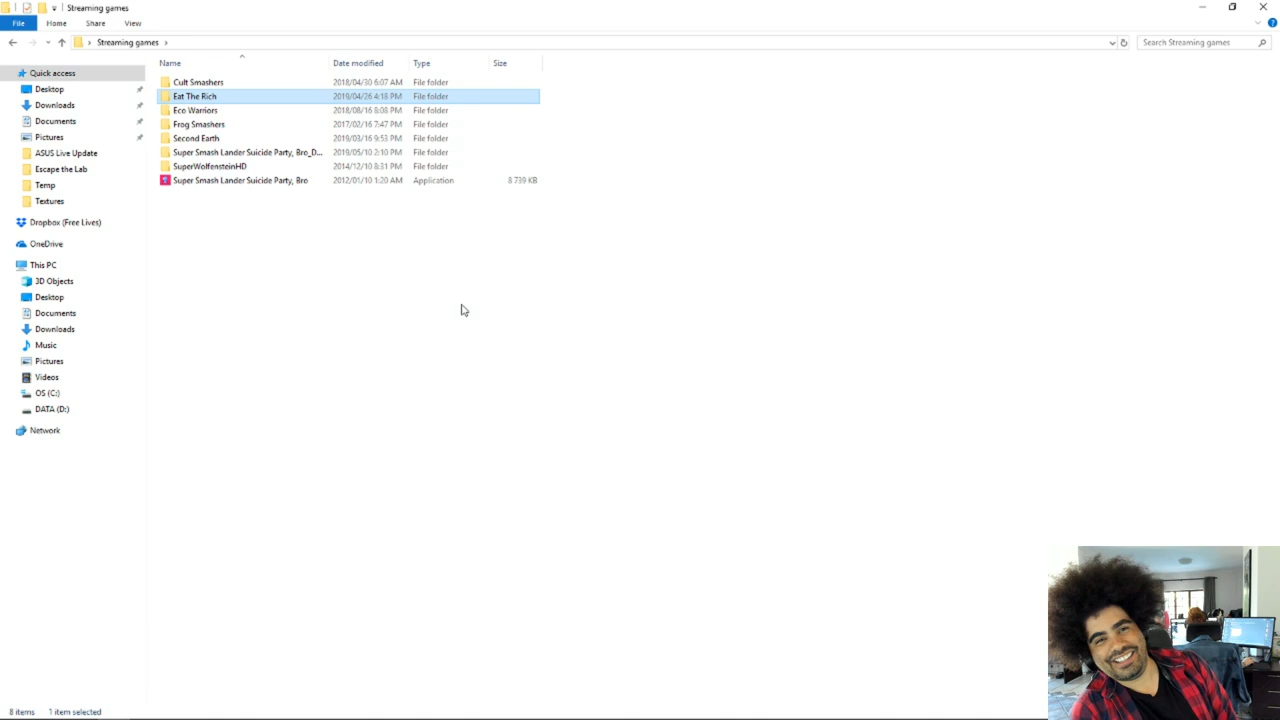 Streaming games
File Home Share View
Streaming games
Search Streaming games
Name Date modified Type Size
Quick access
Desktop
Downloads
Documents
Pictures
ASUS Live Update
Escape the Lab
Temp
Textures
Dropbox (Free Lives)
OneDrive
This PC
3D Objects
Desktop
Documents
Downloads
Music
Pictures
Videos
OS (C:)
DATA (D:)
Network
Cult Smashers 2018/04/30 6:07 AM File folder
Eat The Rich 2019/04/26 4:18 PM File folder
Eco Warriors 2018/08/16 8:08 PM File folder
Frog Smashers 2017/02/16 7:47 PM File folder
Second Earth 2019/03/16 9:53 PM File folder
Super Smash Lander Suicide Party, Bro_D... 2019/05/10 2:10 PM File folder
SuperWolfensteinHD 2014/12/10 8:31 PM File folder
Super Smash Lander Suicide Party, Bro 2012/01/10 1:20 AM Application 8 739 KB
8 items 1 item selected